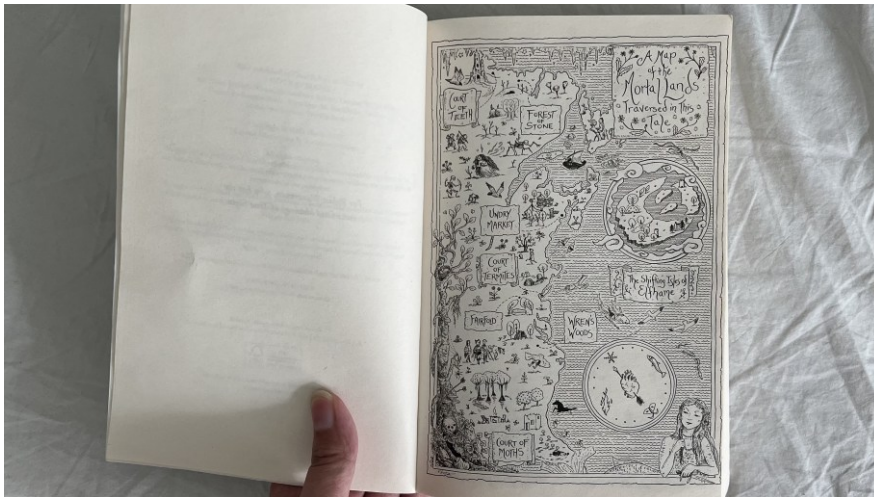 A Map
of the
Mortal Lands
Traversed in This
Tale
COURT
OF
TEETH
FOREST
OF
STONE
UNDRY
MARKET
COURT
OF
TERMITES
The Shifting Isles of
Elfhame
FAIRFOLD
WREN'S
WOODS
COURT OF
MOTHS